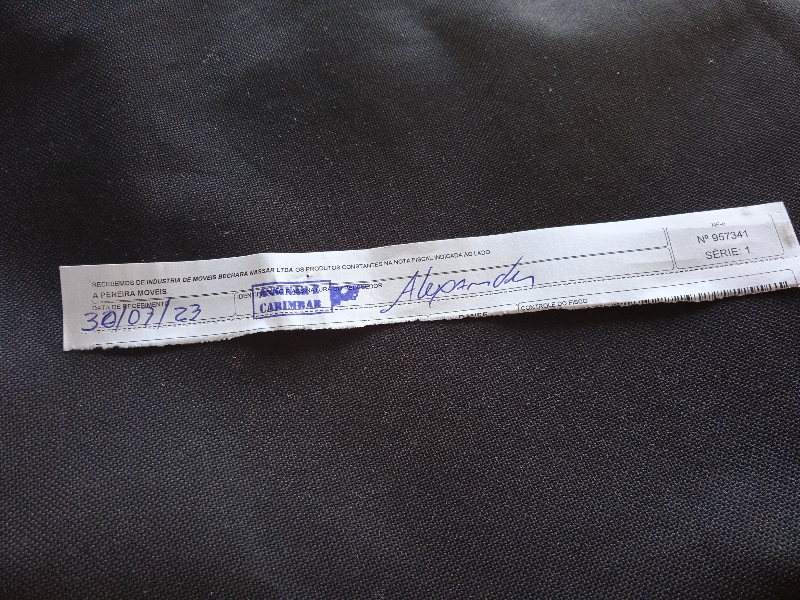 RECEBEMOS DE INDUSTRIA DE MOVEIS BECHARA NASSAR LTDA OS PRODUTOS CONSTANTES NA NOTA FISCAL INDICADA AO LADO
NF-e
Nº 957341
SÉRIE: 1
A PEREIRA MOVEIS
DATA DE RECEBIMENTO
30/07/23
CARIMBAR
Alexandre
CONTROLE DO FISCO